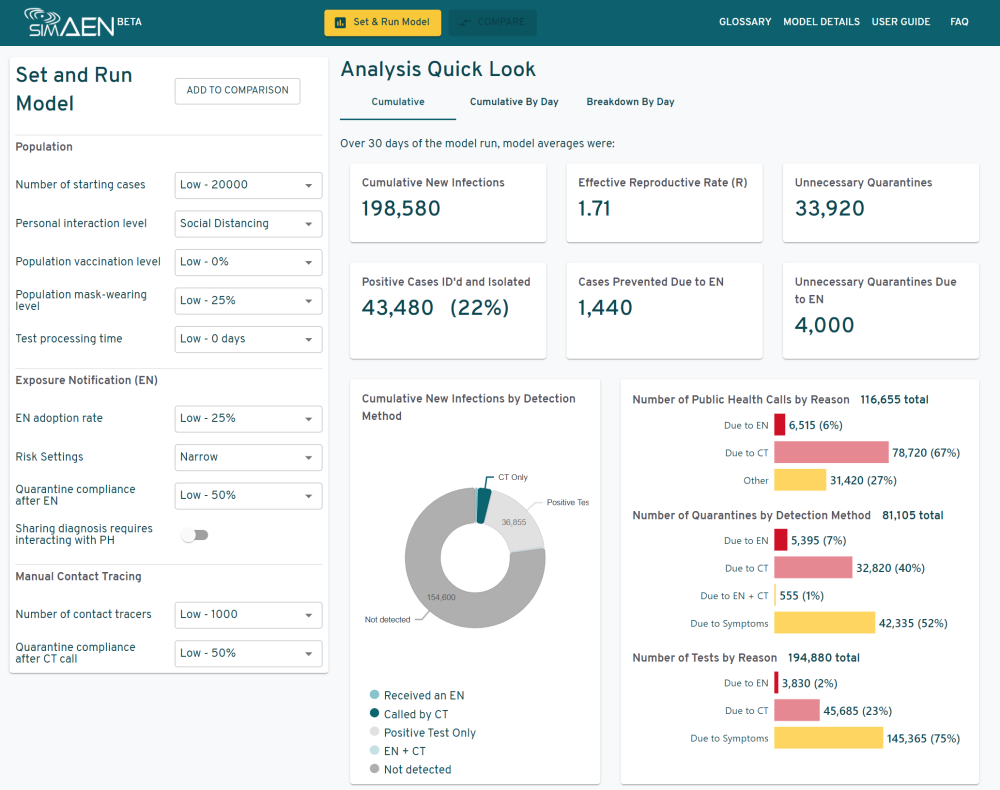 SIMAEN BETA
Set & Run Model
COMPARE
GLOSSARY
MODEL DETAILS
USER GUIDE
FAQ
Set and Run
Model
ADD TO COMPARISON
Population
Number of starting cases
Low - 20000
Personal interaction level
Social Distancing
Population vaccination level
Low - 0%
Population mask-wearing
level
Low - 25%
Test processing time
Low - 0 days
Exposure Notification (EN)
EN adoption rate
Low - 25%
Risk Settings
Narrow
Quarantine compliance
after EN
Low - 50%
Sharing diagnosis requires
interacting with PH
Manual Contact Tracing
Number of contact tracers
Low - 1000
Quarantine compliance
after CT call
Low - 50%
Analysis Quick Look
Cumulative
Cumulative By Day
Breakdown By Day
Over 30 days of the model run, model averages were:
Cumulative New Infections
198,580
Effective Reproductive Rate (R)
1.71
Unnecessary Quarantines
33,920
Positive Cases ID'd and Isolated
43,480 (22%)
Cases Prevented Due to EN
1,440
Unnecessary Quarantines Due
to EN
4,000
Cumulative New Infections by Detection
Method
CT Only
Positive Tes
36,855
154,600
Not detected
Received an EN
Called by CT
Positive Test Only
EN + CT
Not detected
Number of Public Health Calls by Reason 116,655 total
Due to EN 6,515 (6%)
Due to CT 78,720 (67%)
Other 31,420 (27%)
Number of Quarantines by Detection Method 81,105 total
Due to EN 5,395 (7%)
Due to CT 32,820 (40%)
Due to EN + CT 555 (1%)
Due to Symptoms 42,335 (52%)
Number of Tests by Reason 194,880 total
Due to EN 3,830 (2%)
Due to CT 45,685 (23%)
Due to Symptoms 145,365 (75%)